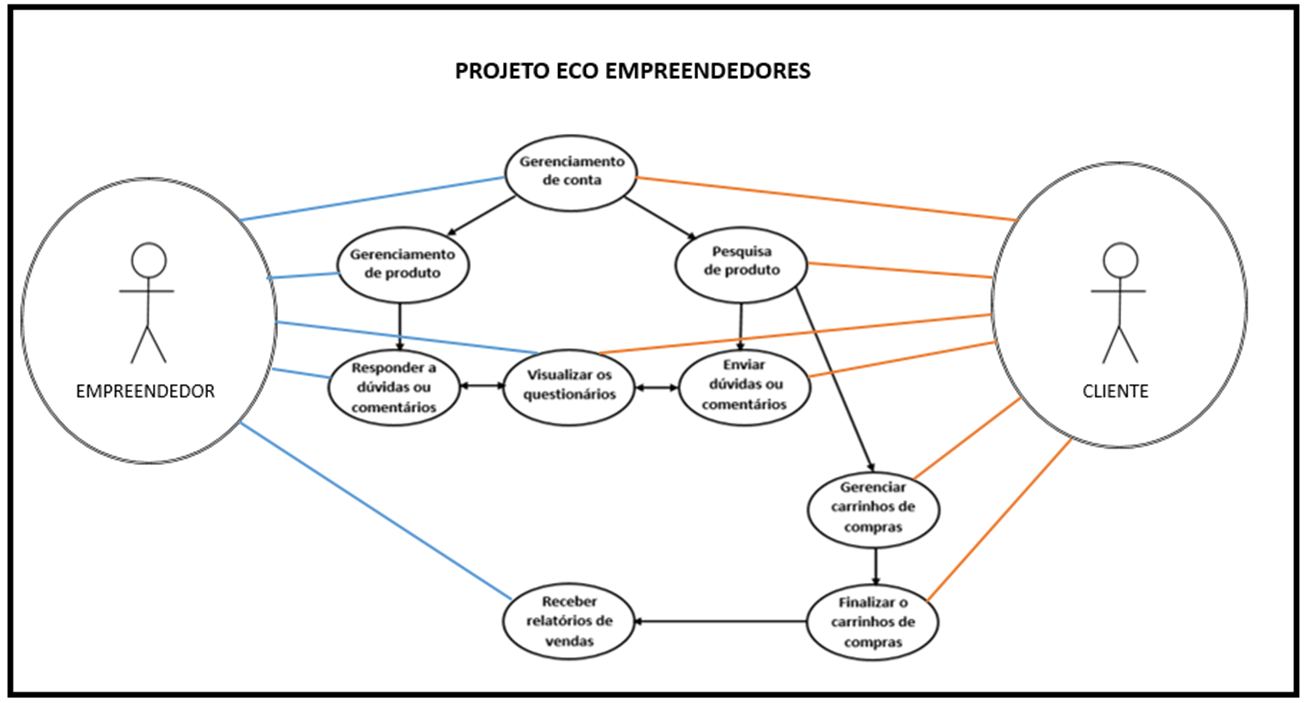 PROJETO ECO EMPREENDEDORES
Gerenciamento
de conta
Gerenciamento
de produto
Pesquisa
de produto
Responder a
dúvidas ou
comentários
Visualizar os
questionários
Enviar
dúvidas ou
comentários
EMPREENDEDOR
CLIENTE
Gerenciar
carrinhos de
compras
Receber
relatórios de
vendas
Finalizar o
carrinhos de
compras